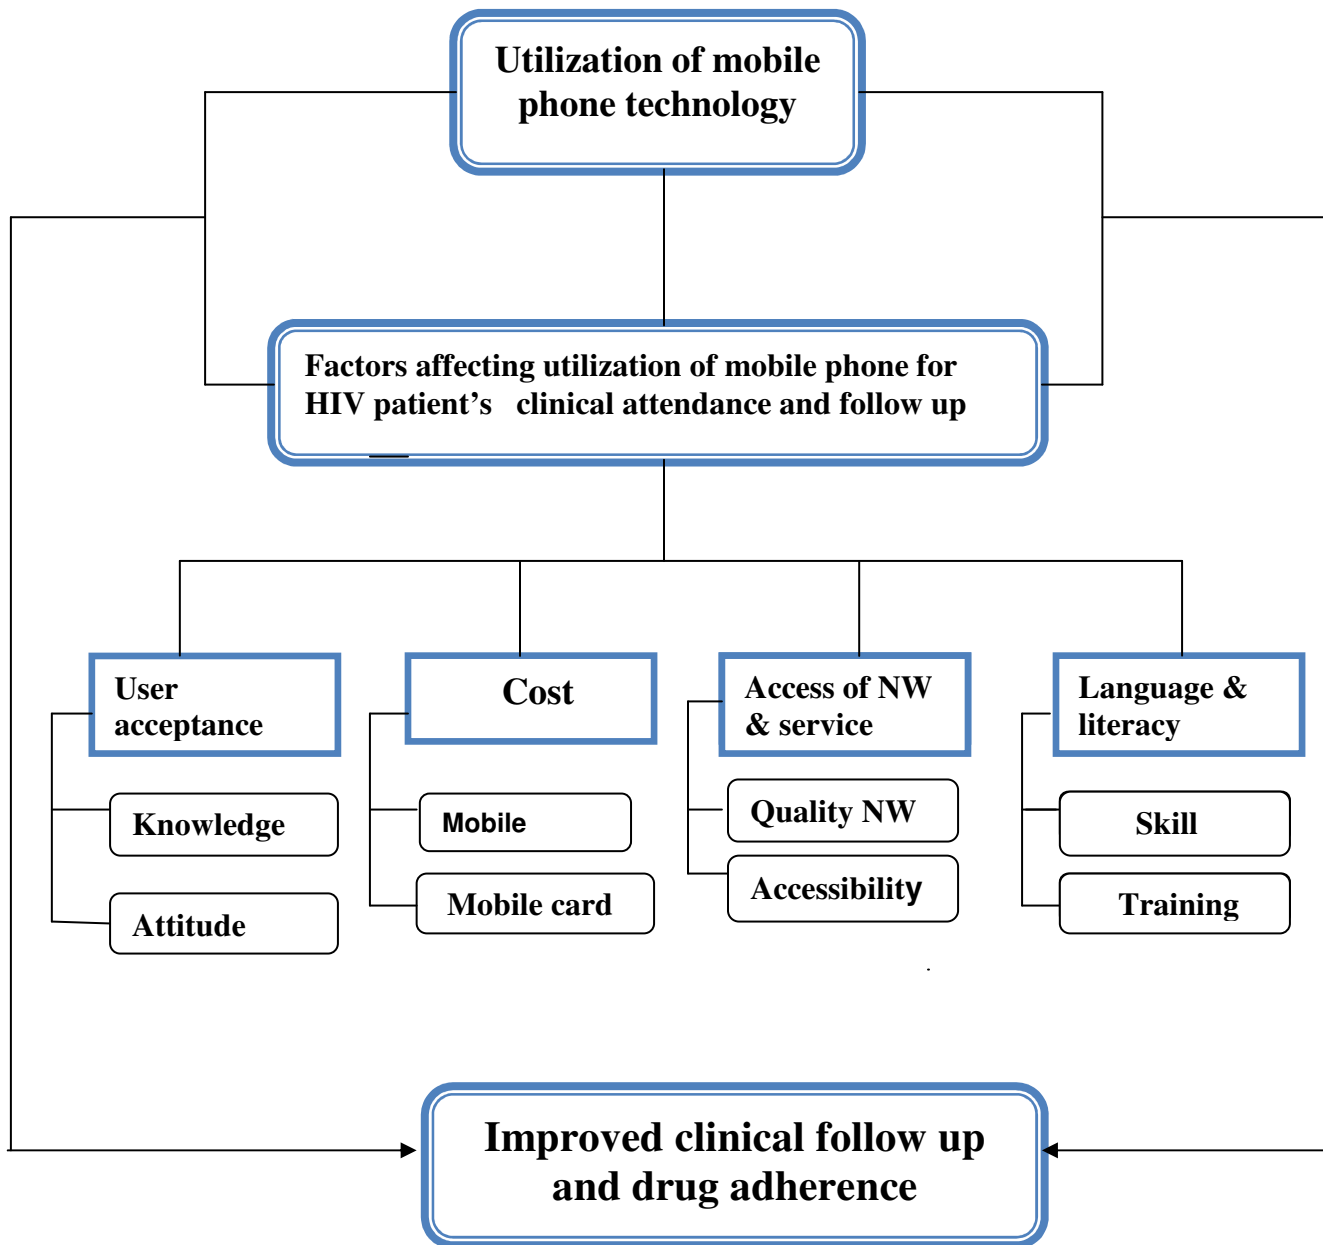 Utilization of mobile
phone technology
Factors affecting utilization of mobile phone for
HIV patient’s clinical attendance and follow up
User
acceptance
Knowledge
Attitude
Cost
Mobile
Mobile card
Access of NW
& service
Quality NW
Accessibility
Language &
literacy
Skill
Training
Improved clinical follow up
and drug adherence